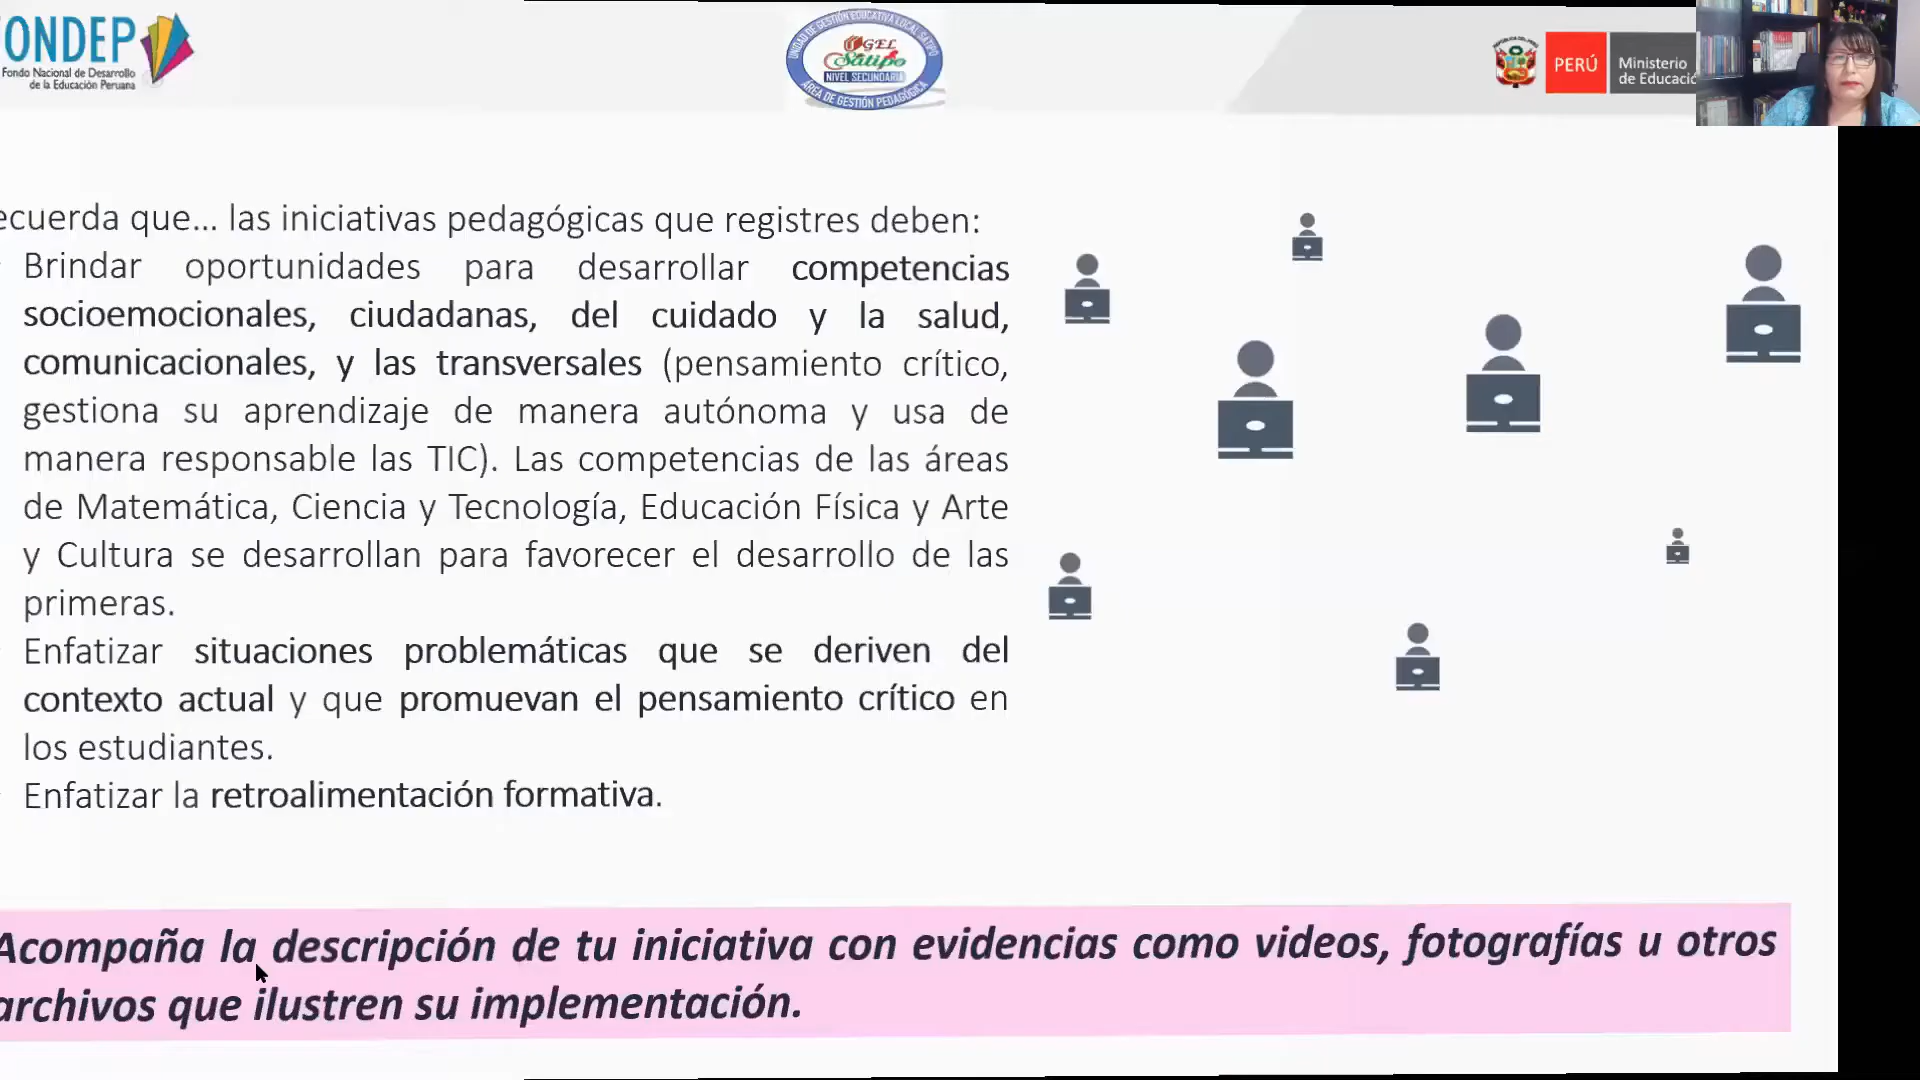 ONDEP
Fondo Nacional de Desarrollo
de la Educación Peruana
UNIDAD DE GESTIÓN EDUCATIVA LOCAL SATIPO
UGEL
Satipo
NIVEL SECUNDARIA
ÁREA DE GESTIÓN PEDAGÓGICA
PERÚ
Ministerio
de Educació
ecuerda que... las iniciativas pedagógicas que registres deben:
Brindar oportunidades para desarrollar competencias
socioemocionales, ciudadanas, del cuidado y la salud,
comunicacionales, y las transversales (pensamiento crítico,
gestiona su aprendizaje de manera autónoma y usa de
manera responsable las TIC). Las competencias de las áreas
de Matemática, Ciencia y Tecnología, Educación Física y Arte
y Cultura se desarrollan para favorecer el desarrollo de las
primeras.
Enfatizar situaciones problemáticas que se deriven del
contexto actual y que promuevan el pensamiento crítico en
los estudiantes.
Enfatizar la retroalimentación formativa.
Acompaña la descripción de tu iniciativa con evidencias como videos, fotografías u otros
archivos que ilustren su implementación.